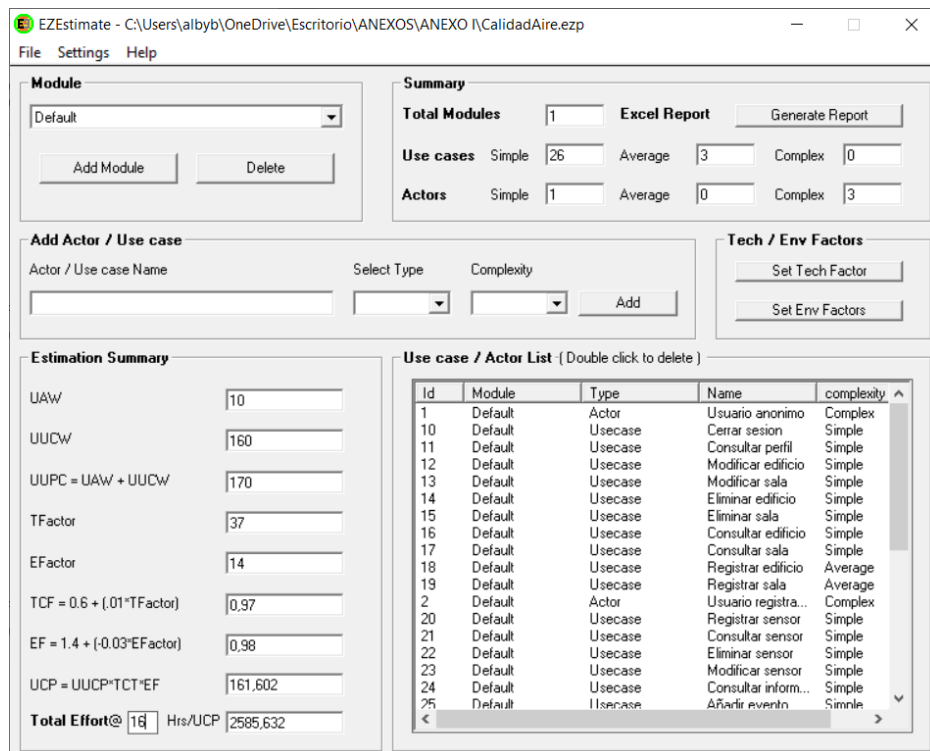 EZEstimate - C:\Users\albyb\OneDrive\Escritorio\ANEXOS\ANEXO I\CalidadAire.ezp
File Settings Help
Module
Default
Add Module Delete
Summary
Total Modules 1 Excel Report Generate Report
Use cases Simple 26 Average 3 Complex 0
Actors Simple 1 Average 0 Complex 3
Add Actor / Use case
Actor / Use case Name Select Type Complexity
Add
Tech / Env Factors
Set Tech Factor
Set Env Factors
Estimation Summary
UAW 10
UUCW 160
UUPC = UAW + UUCW 170
TFactor 37
EFactor 14
TCF = 0.6 + (.01*TFactor) 0,97
EF = 1.4 + (-0.03*EFactor) 0,98
UCP = UUCP*TCT*EF 161,602
Total Effort@ 16 Hrs/UCP 2585,632
Use case / Actor List ( Double click to delete )
Id Module Type Name complexity
1 Default Actor Usuario anonimo Complex
10 Default Usecase Cerrar sesion Simple
11 Default Usecase Consultar perfil Simple
12 Default Usecase Modificar edificio Simple
13 Default Usecase Modificar sala Simple
14 Default Usecase Eliminar edificio Simple
15 Default Usecase Eliminar sala Simple
16 Default Usecase Consultar edificio Simple
17 Default Usecase Consultar sala Simple
18 Default Usecase Registrar edificio Average
19 Default Usecase Registrar sala Average
2 Default Actor Usuario registra... Complex
20 Default Usecase Registrar sensor Simple
21 Default Usecase Consultar sensor Simple
22 Default Usecase Eliminar sensor Simple
23 Default Usecase Modificar sensor Simple
24 Default Usecase Consultar inform... Simple
25 Default Usecase Añadir evento Simple